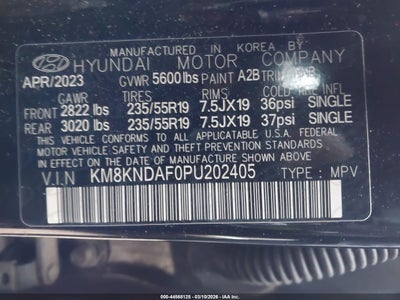 MANUFACTURED IN KOREA BY
HYUNDAI MOTOR COMPANY
APR/2023 GVWR 5600 lbs PAINT A2B TRIM
GAWR TIRES RIMS COLD TIRE INFL
FRONT 2822 lbs 235/55R19 7.5JX19 36psi SINGLE
REAR 3020 lbs 235/55R19 7.5JX19 37psi SINGLE
THIS VEHICLE CONFORMS TO ALL APPLICABLE U.S. FEDERAL MOTOR VEHICLE
SAFETY, BUMPER, AND THEFT PREVENTION STANDARDS IN EFFECT ON THE DATE
OF MANUFACTURE SHOWN ABOVE.
V.I.N KM8KNDAF0PU202405 TYPE : MPV
000-44568125 - 03/10/2026 - IAA Inc.